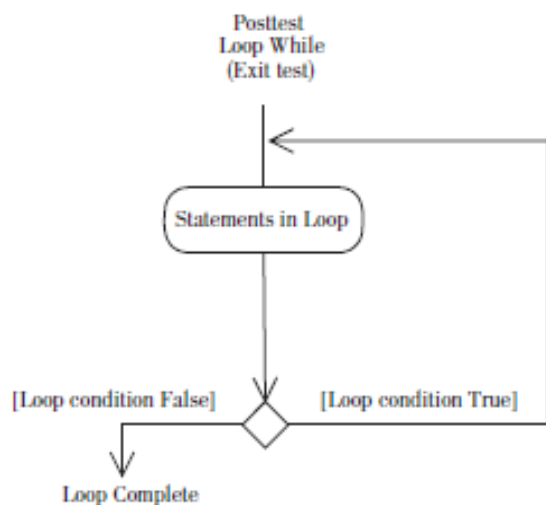 Posttest
Loop While
(Exit test)
Statements in Loop
[Loop condition False]
[Loop condition True]
Loop Complete